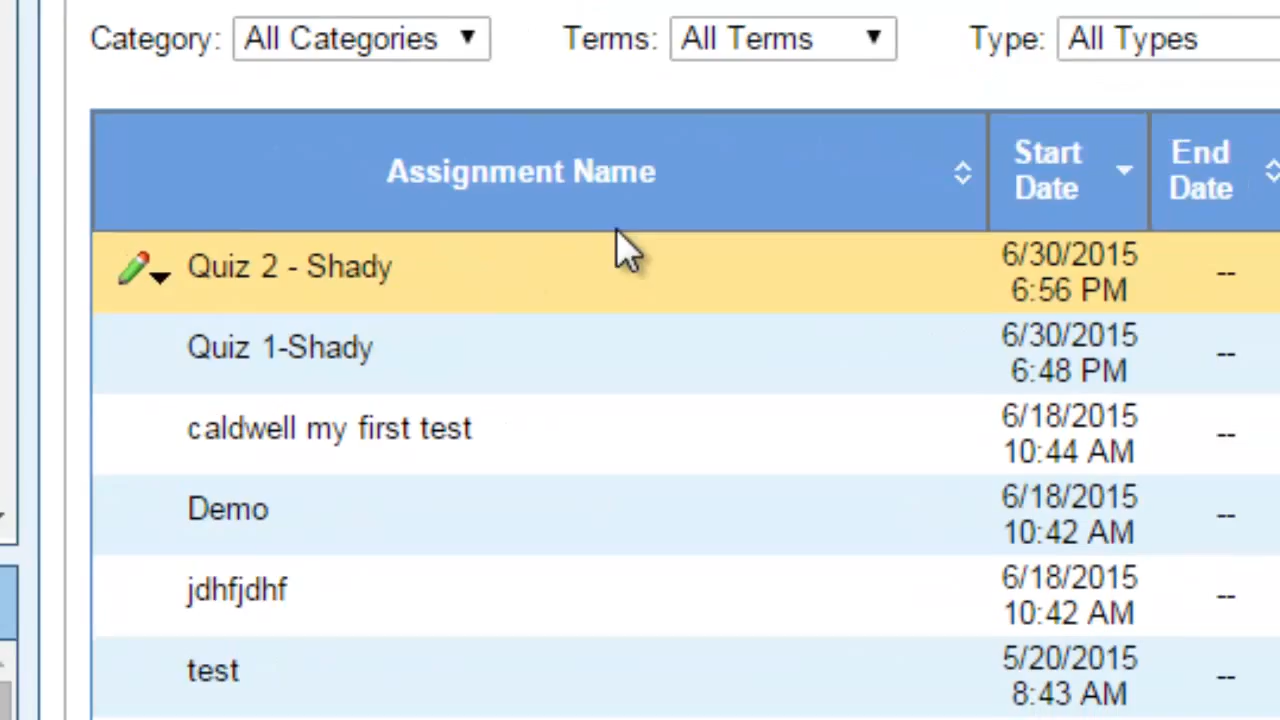 Category: All Categories Terms: All Terms Type: All Types
Assignment Name Start Date End Date
Quiz 2 - Shady 6/30/2015 6:56 PM --
Quiz 1-Shady 6/30/2015 6:48 PM --
caldwell my first test 6/18/2015 10:44 AM --
Demo 6/18/2015 10:42 AM --
jdhfjdhf 6/18/2015 10:42 AM --
test 5/20/2015 8:43 AM --